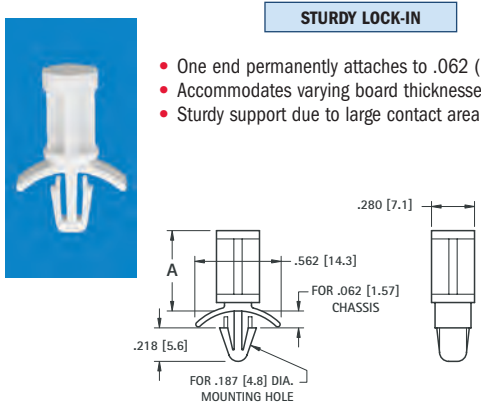 STURDY LOCK-IN
• One end permanently attaches to .062 (
• Accommodates varying board thicknesse
• Sturdy support due to large contact area
.280 [7.1]
A
.562 [14.3]
FOR .062 [1.57]
CHASSIS
.218 [5.6]
FOR .187 [4.8] DIA.
MOUNTING HOLE